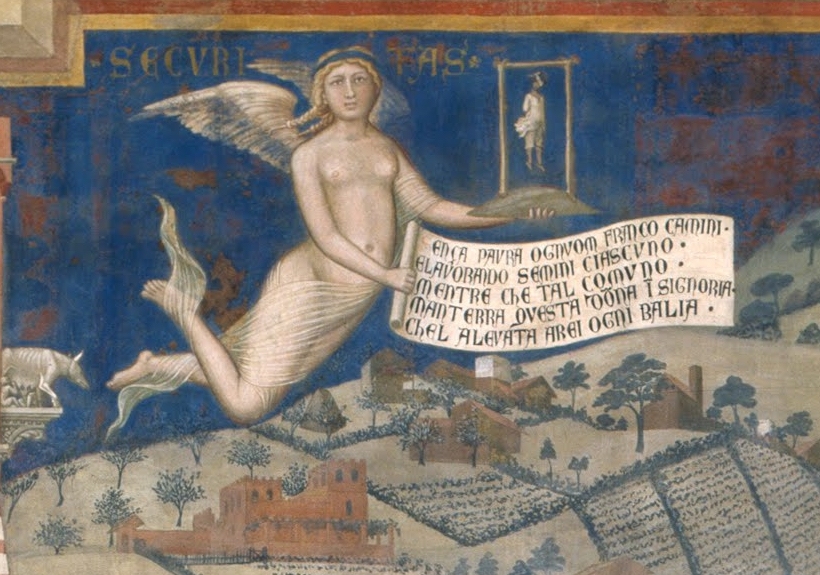 SECVRI TAS
ENÇA PAVRA OGNVOM FRANCO CAMINI·
ELAVORANDO SEMINI CIASCVNO·
MENTRE CHE TAL COMVNO·
MANTERRA QVESTA DŌNA Ī SIGNORIA·
CHEL ALEVATA AREI OGNI BALIA·